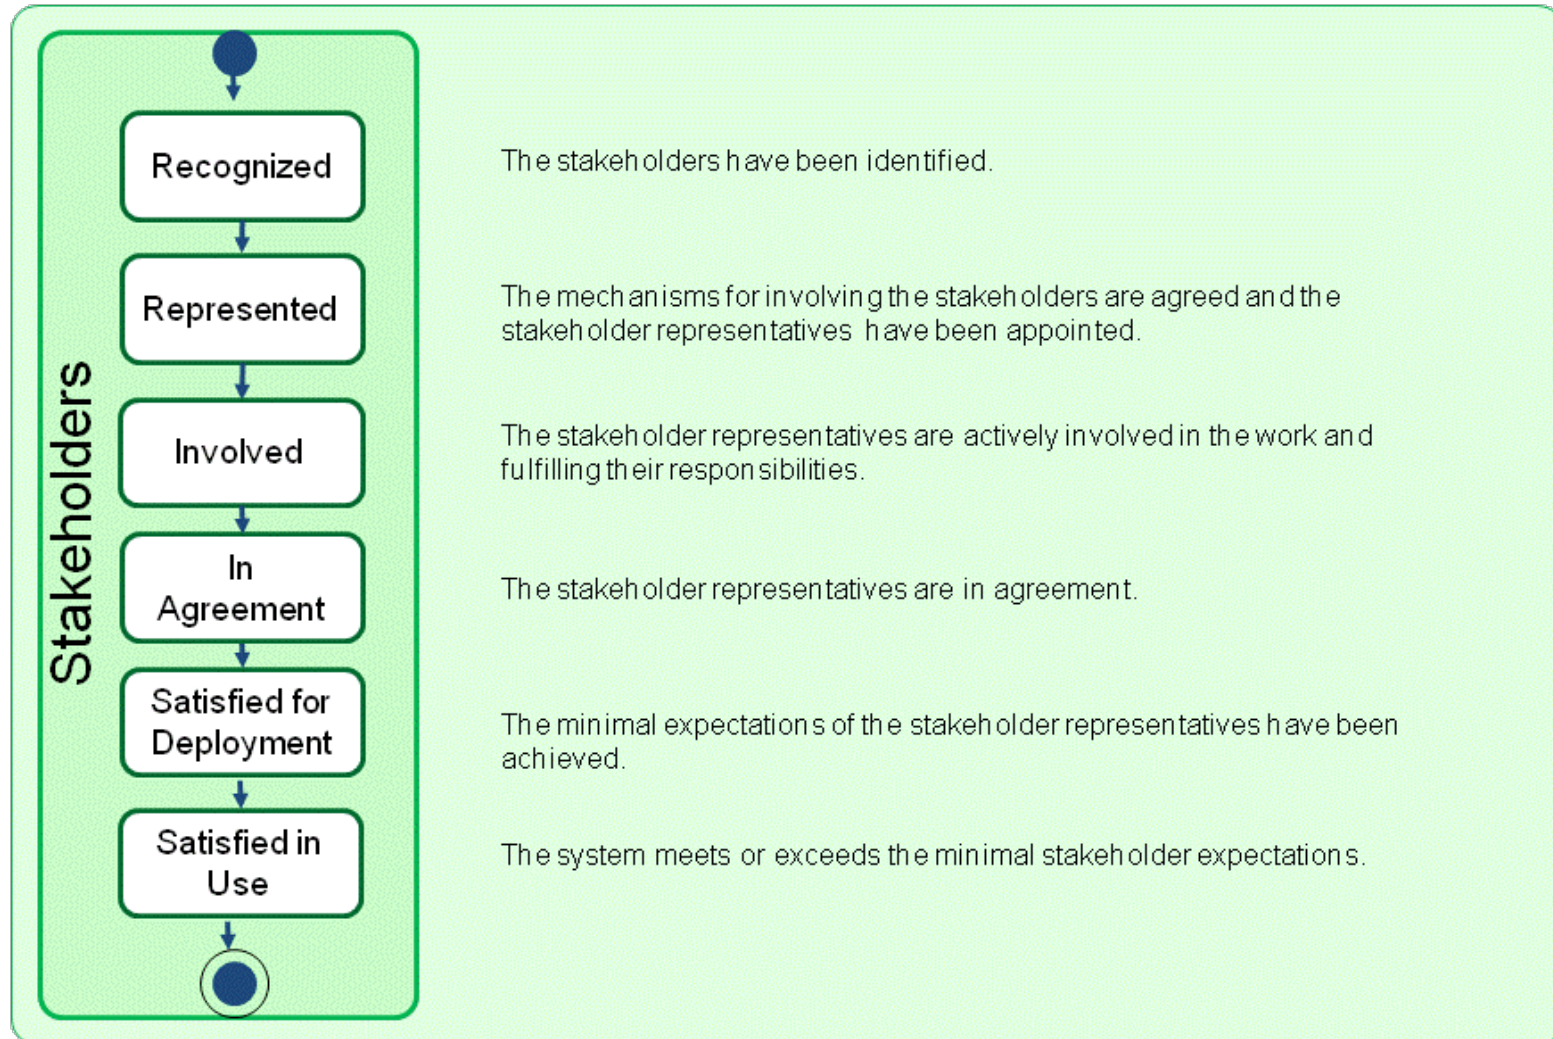 Stakeholders
Recognized
The stakeholders have been identified.
Represented
The mechanisms for involving the stakeholders are agreed and the
stakeholder representatives have been appointed.
Involved
The stakeholder representatives are actively involved in the work and
fulfilling their responsibilities.
In
Agreement
The stakeholder representatives are in agreement.
Satisfied for
Deployment
The minimal expectations of the stakeholder representatives have been
achieved.
Satisfied in
Use
The system meets or exceeds the minimal stakeholder expectations.